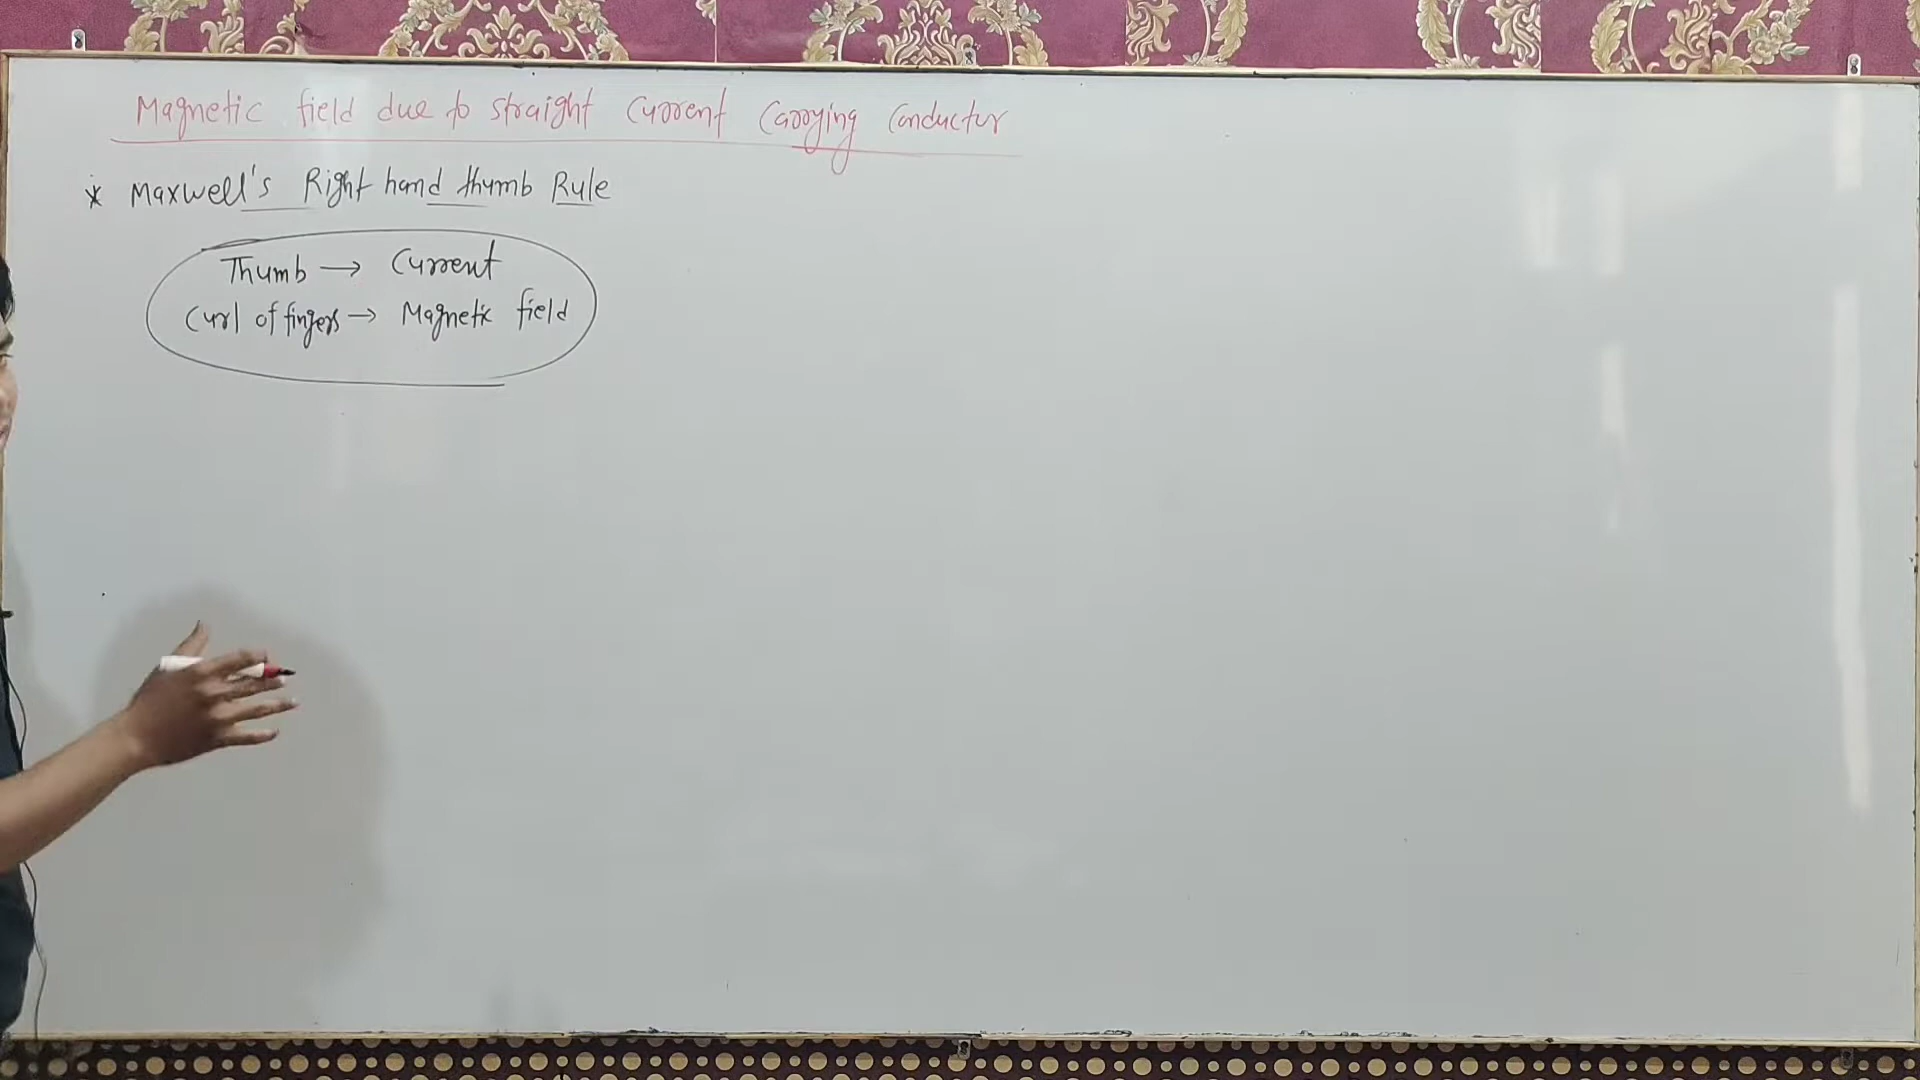 Magnetic field due to straight Current Carrying Conductor
* Maxwell's Right hand thumb Rule
Thumb → Current
Curl of fingers → Magnetic field